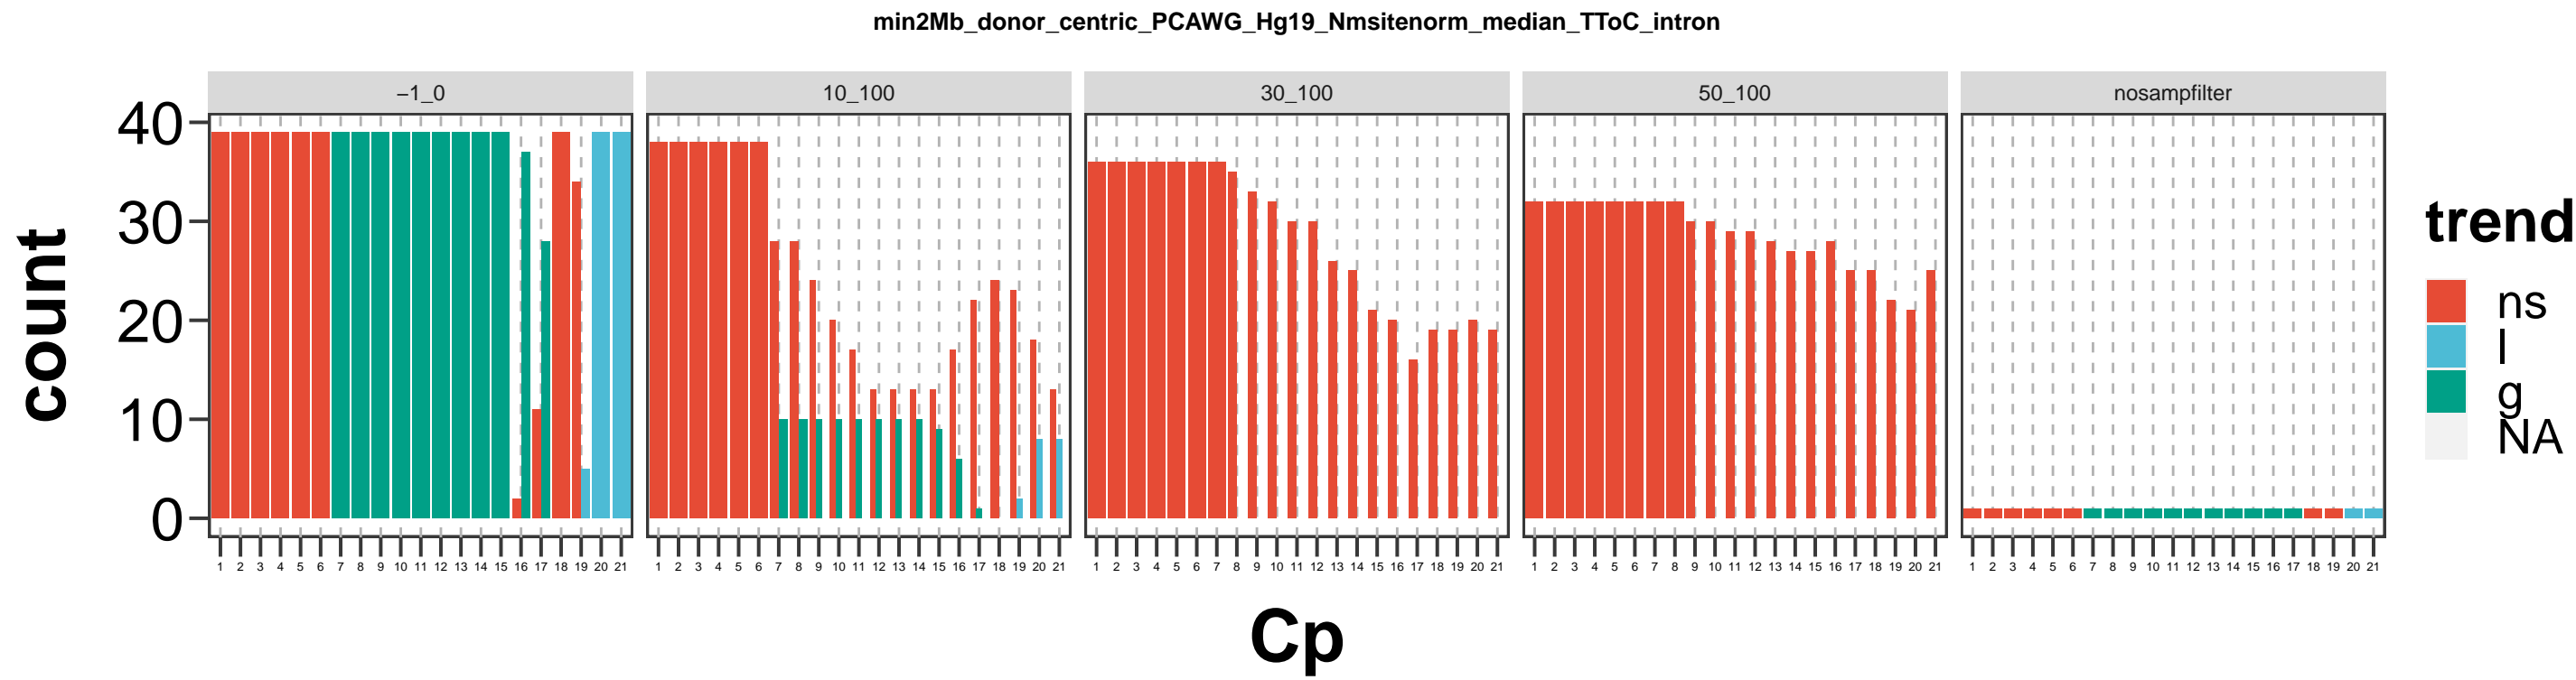 min2Mb_donor_centric_PCAWG_Hg19_Nmsitenorm_median_TToC_intron
−1_0 10_100 30_100 50_100 nosampfilter
40
30
20
10
0
count
1 2 3 4 5 6 7 8 9 10 11 12 13 14 15 16 17 18 19 20 21
1 2 3 4 5 6 7 8 9 10 11 12 13 14 15 16 17 18 19 20 21
1 2 3 4 5 6 7 8 9 10 11 12 13 14 15 16 17 18 19 20 21
1 2 3 4 5 6 7 8 9 10 11 12 13 14 15 16 17 18 19 20 21
1 2 3 4 5 6 7 8 9 10 11 12 13 14 15 16 17 18 19 20 21
Cp
trend
ns
l
g
NA